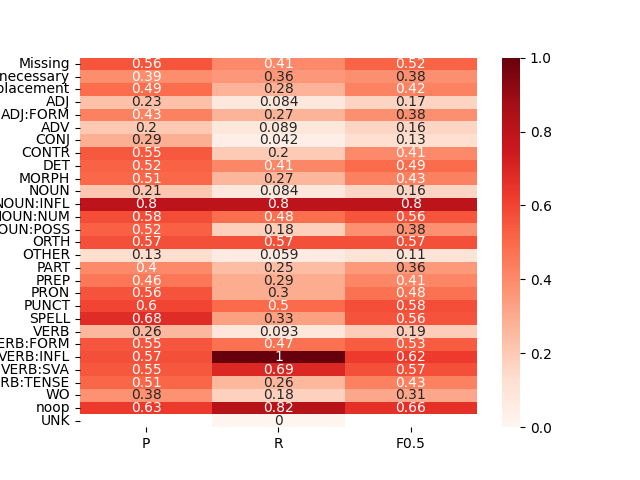 Missing 0.56 0.41 0.52
necessary 0.39 0.36 0.38
placement 0.49 0.28 0.42
ADJ 0.23 0.084 0.17
ADJ:FORM 0.43 0.27 0.38
ADV 0.2 0.089 0.16
CONJ 0.29 0.042 0.13
CONTR 0.55 0.2 0.41
DET 0.52 0.41 0.49
MORPH 0.51 0.27 0.43
NOUN 0.21 0.084 0.16
NOUN:INFL 0.8 0.8 0.8
NOUN:NUM 0.58 0.48 0.56
OUN:POSS 0.52 0.18 0.38
ORTH 0.57 0.57 0.57
OTHER 0.13 0.059 0.11
PART 0.4 0.25 0.36
PREP 0.46 0.29 0.41
PRON 0.56 0.3 0.48
PUNCT 0.6 0.5 0.58
SPELL 0.68 0.33 0.56
VERB 0.26 0.093 0.19
ERB:FORM 0.55 0.47 0.53
VERB:INFL 0.57 1 0.62
VERB:SVA 0.55 0.69 0.57
RB:TENSE 0.51 0.26 0.43
WO 0.38 0.18 0.31
noop 0.63 0.82 0.66
UNK 0
P R F0.5
1.0
0.8
0.6
0.4
0.2
0.0